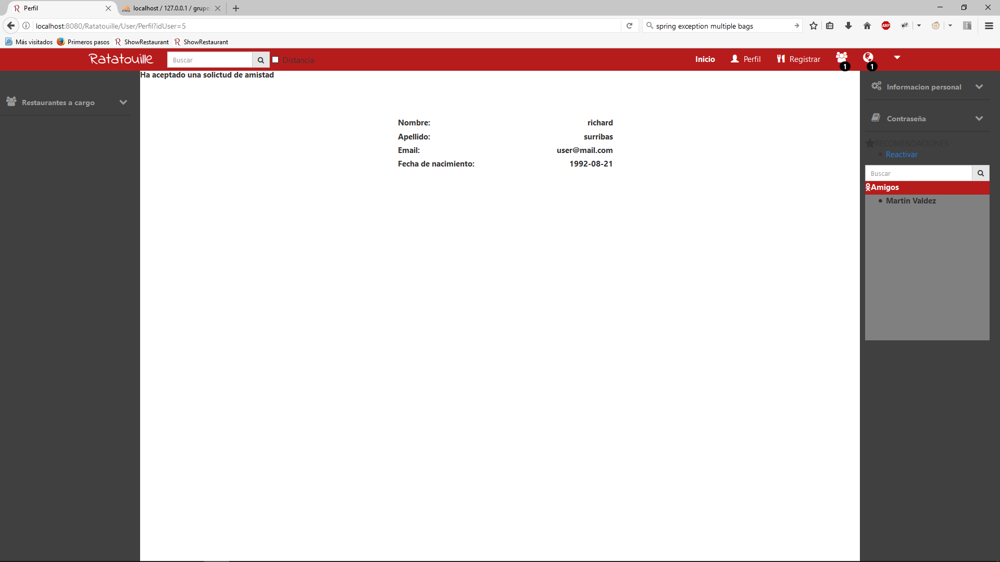 Perfil
localhost / 127.0.0.1 / grupo
localhost:8080/Ratatouille/User/Perfil?idUser=5
spring exception multiple bags
ABP
Más visitados
Primeros pasos
ShowRestaurant
ShowRestaurant
Ratatouille
Buscar
Distancia
Inicio
Perfil
Registrar
1
1
Ha aceptado una solictud de amistad
Restaurantes a cargo
Nombre: richard
Apellido: surribas
Email: user@mail.com
Fecha de nacimiento: 1992-08-21
Informacion personal
Contraseña
RECOMENDACIONES
Reactivar
Buscar
Amigos
Martin Valdez